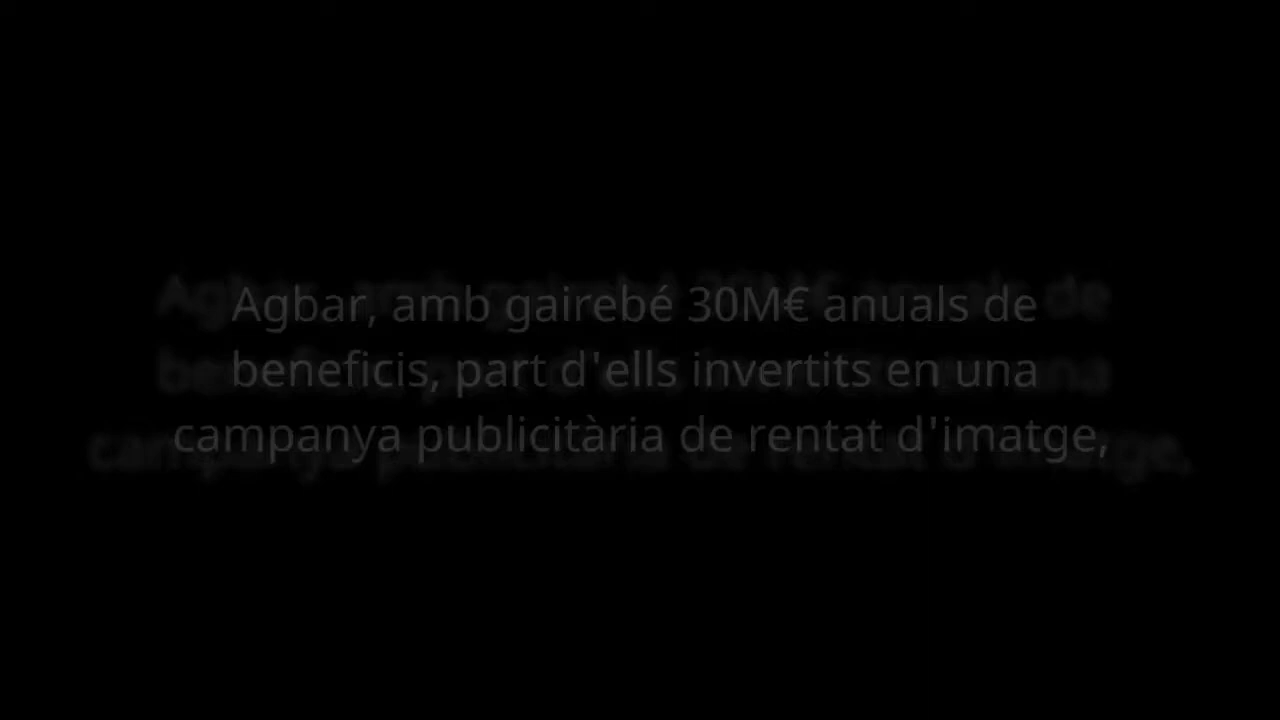 Agbar, amb gairebé 30M€ anuals de
beneficis, part d'ells invertits en una
campanya publicitària de rentat d'imatge,